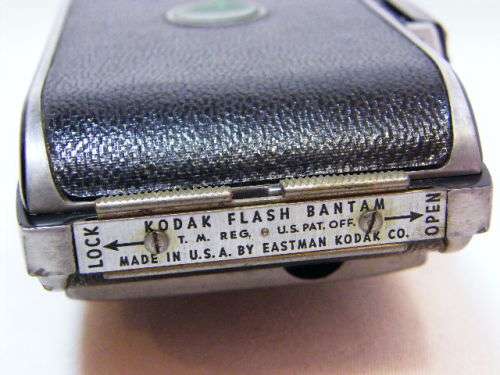 KODAK FLASH BANTAM
LOCK
T. M. REG. U.S. PAT. OFF.
OPEN
MADE IN U.S.A. BY EASTMAN KODAK CO.